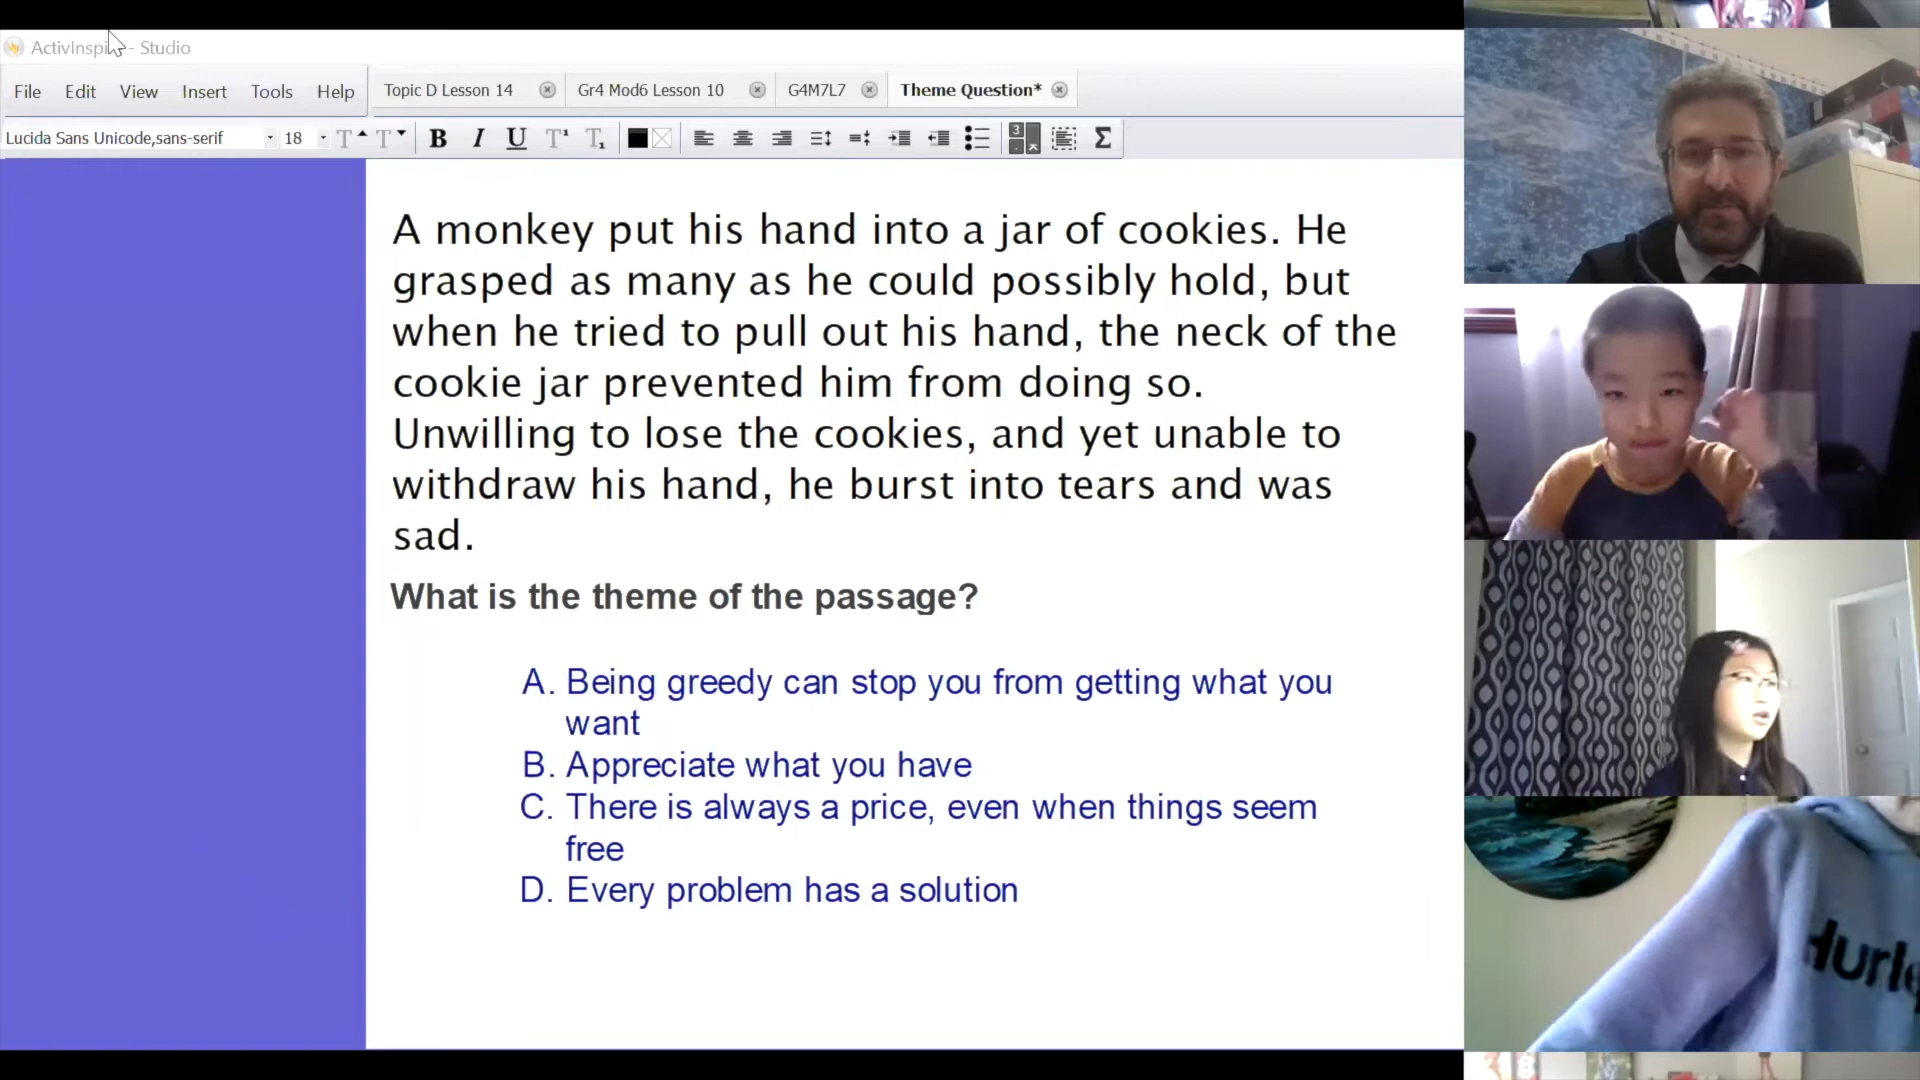 ActivInspire - Studio
File Edit View Insert Tools Help
Topic D Lesson 14 Gr4 Mod6 Lesson 10 G4M7L7 Theme Question*
Lucida Sans Unicode,sans-serif 18
A monkey put his hand into a jar of cookies. He
grasped as many as he could possibly hold, but
when he tried to pull out his hand, the neck of the
cookie jar prevented him from doing so.
Unwilling to lose the cookies, and yet unable to
withdraw his hand, he burst into tears and was
sad.
What is the theme of the passage?
A. Being greedy can stop you from getting what you
want
B. Appreciate what you have
C. There is always a price, even when things seem
free
D. Every problem has a solution